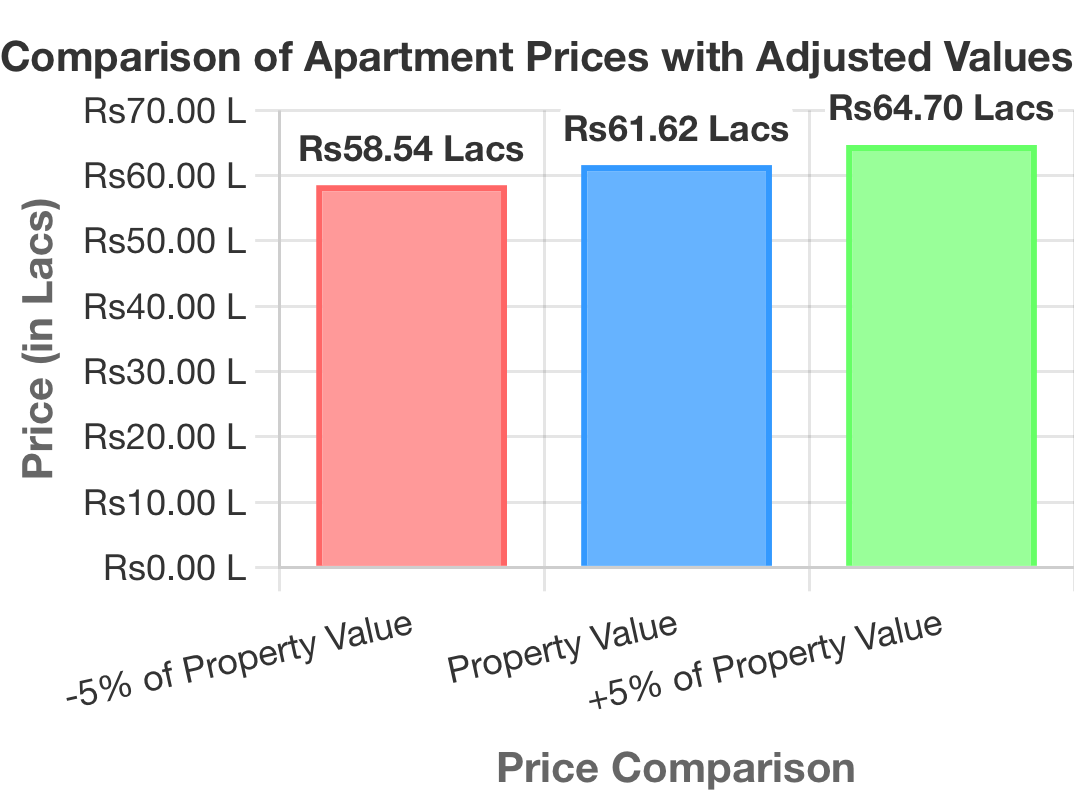 Comparison of Apartment Prices with Adjusted Values
Rs70.00 L
Rs60.00 L
Rs50.00 L
Rs40.00 L
Rs30.00 L
Rs20.00 L
Rs10.00 L
Rs0.00 L
Price (in Lacs)
Rs58.54 Lacs
Rs61.62 Lacs
Rs64.70 Lacs
-5% of Property Value
Property Value
+5% of Property Value
Price Comparison